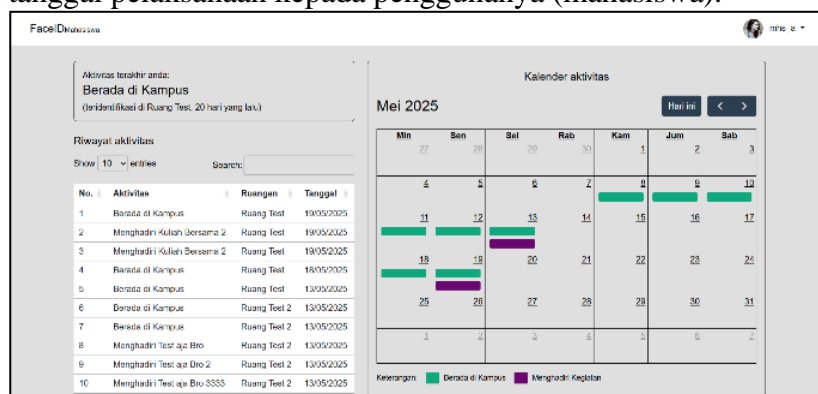 tanggal pelaksanaan kepada penggunanya (mahasiswa).
FaceIDMahasiswa
mhs a
Aktivitas terakhir anda:
Berada di Kampus
(teridentifikasi di Ruang Test, 20 hari yang lalu)
Riwayat aktivitas
Show 10 entries Search:
No. Aktivitas Ruangan Tanggal
1 Berada di Kampus Ruang Test 19/05/2025
2 Menghadiri Kuliah Bersama 2 Ruang Test 19/05/2025
3 Menghadiri Kuliah Bersama 2 Ruang Test 19/05/2025
4 Berada di Kampus Ruang Test 18/05/2025
5 Berada di Kampus Ruang Test 13/05/2025
6 Berada di Kampus Ruang Test 2 13/05/2025
7 Berada di Kampus Ruang Test 2 13/05/2025
8 Menghadiri Test aja Bro Ruang Test 2 13/05/2025
9 Menghadiri Test aja Bro 2 Ruang Test 2 13/05/2025
10 Menghadiri Test aja Bro 3333 Ruang Test 2 13/05/2025
Kalender aktivitas
Mei 2025 Hari ini
Min Sen Sel Rab Kam Jum Sab
27 28 29 30 1 2 3
4 5 6 7 8 9 10
11 12 13 14 15 16 17
18 19 20 21 22 23 24
25 26 27 28 29 30 31
1 2 3 4 5 6 7
Keterangan: Berada di Kampus Menghadiri Kegiatan